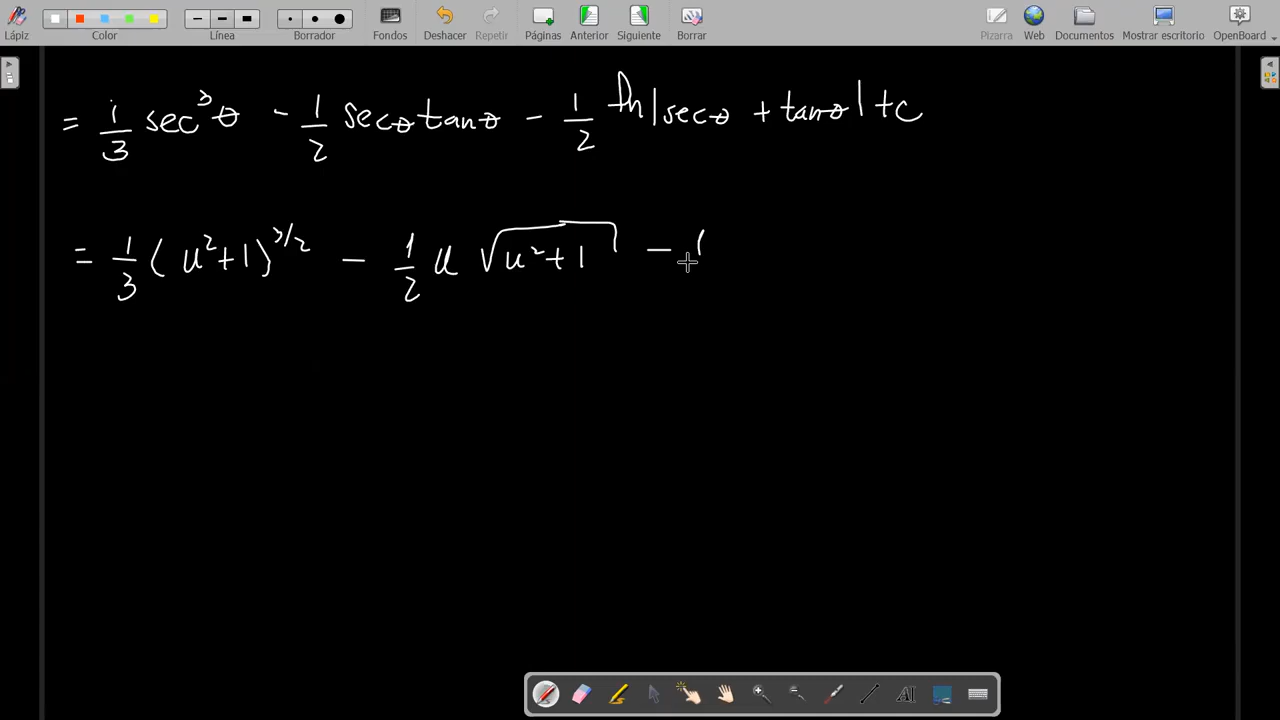 Lápiz Color Línea Borrador Fondos Deshacer Repetir Páginas Anterior Siguiente Borrar Pizarra Web Documentos Mostrar escritorio OpenBoard
= 1/3 sec³θ - 1/2 secθ tanθ - 1/2 ln|secθ + tanθ| + c
= 1/3 (u²+1)^3/2 - 1/2 u √(u²+1) - 1
AI